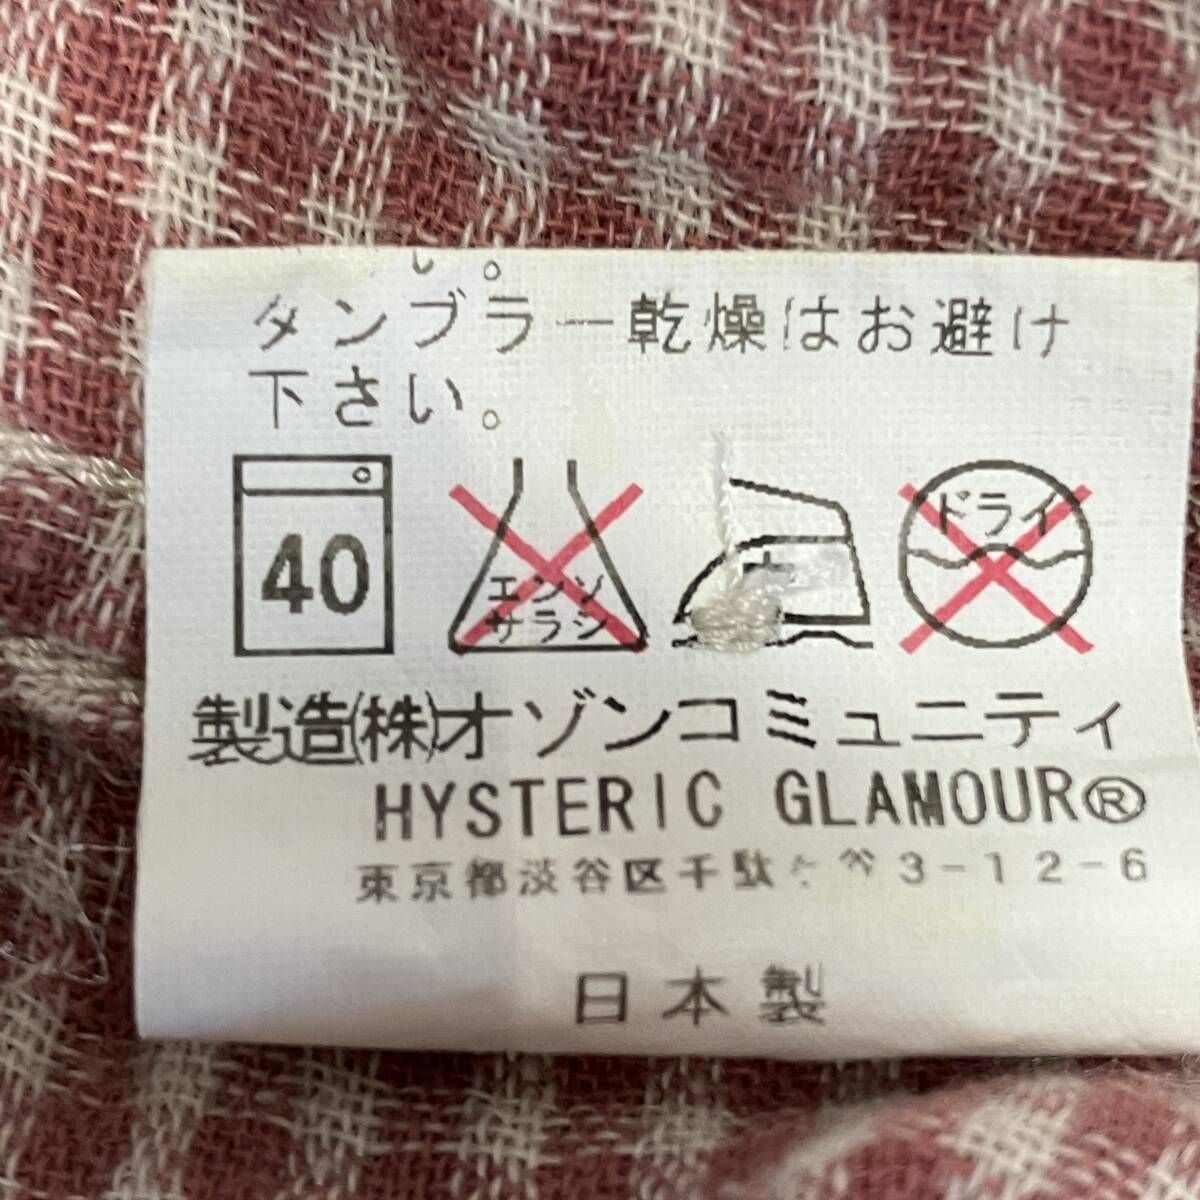 い。
タンブラー乾燥はお避け
下さい。
40
エンソ
サラシ
ドライ
製造(株)オゾンコミュニティ
HYSTERIC GLAMOUR®
東京都渋谷区千駄ヶ谷3-12-6
日本製